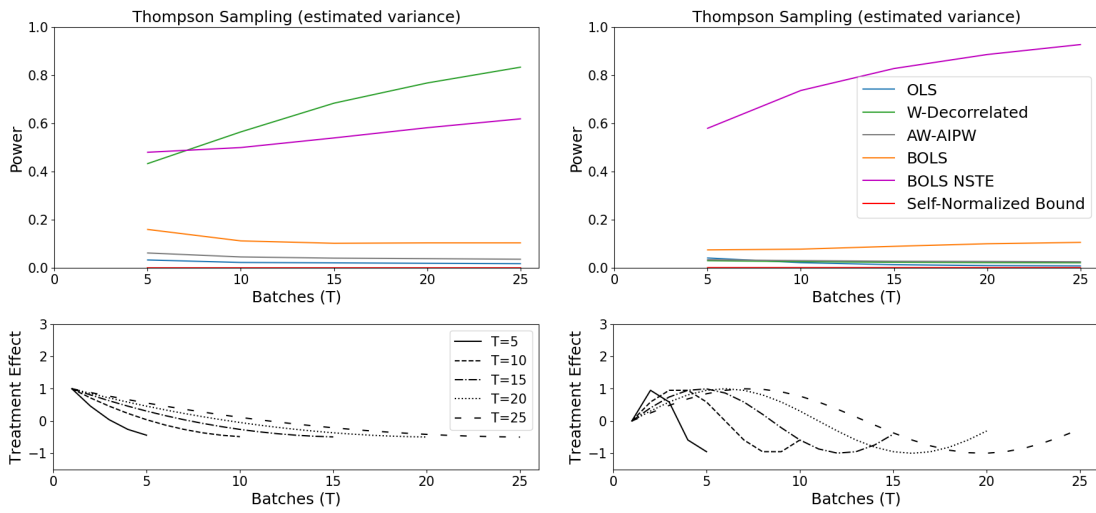 Thompson Sampling (estimated variance)
1.0
0.8
0.6
0.4
0.2
0.0
Power
0
5
10
15
20
25
Batches (T)
Thompson Sampling (estimated variance)
1.0
0.8
0.6
0.4
0.2
0.0
Power
OLS
W-Decorrelated
AW-AIPW
BOLS
BOLS NSTE
Self-Normalized Bound
0
5
10
15
20
25
Batches (T)
3
2
1
0
−1
Treatment Effect
T=5
T=10
T=15
T=20
T=25
0
5
10
15
20
25
Batches (T)
3
2
1
0
−1
Treatment Effect
0
5
10
15
20
25
Batches (T)